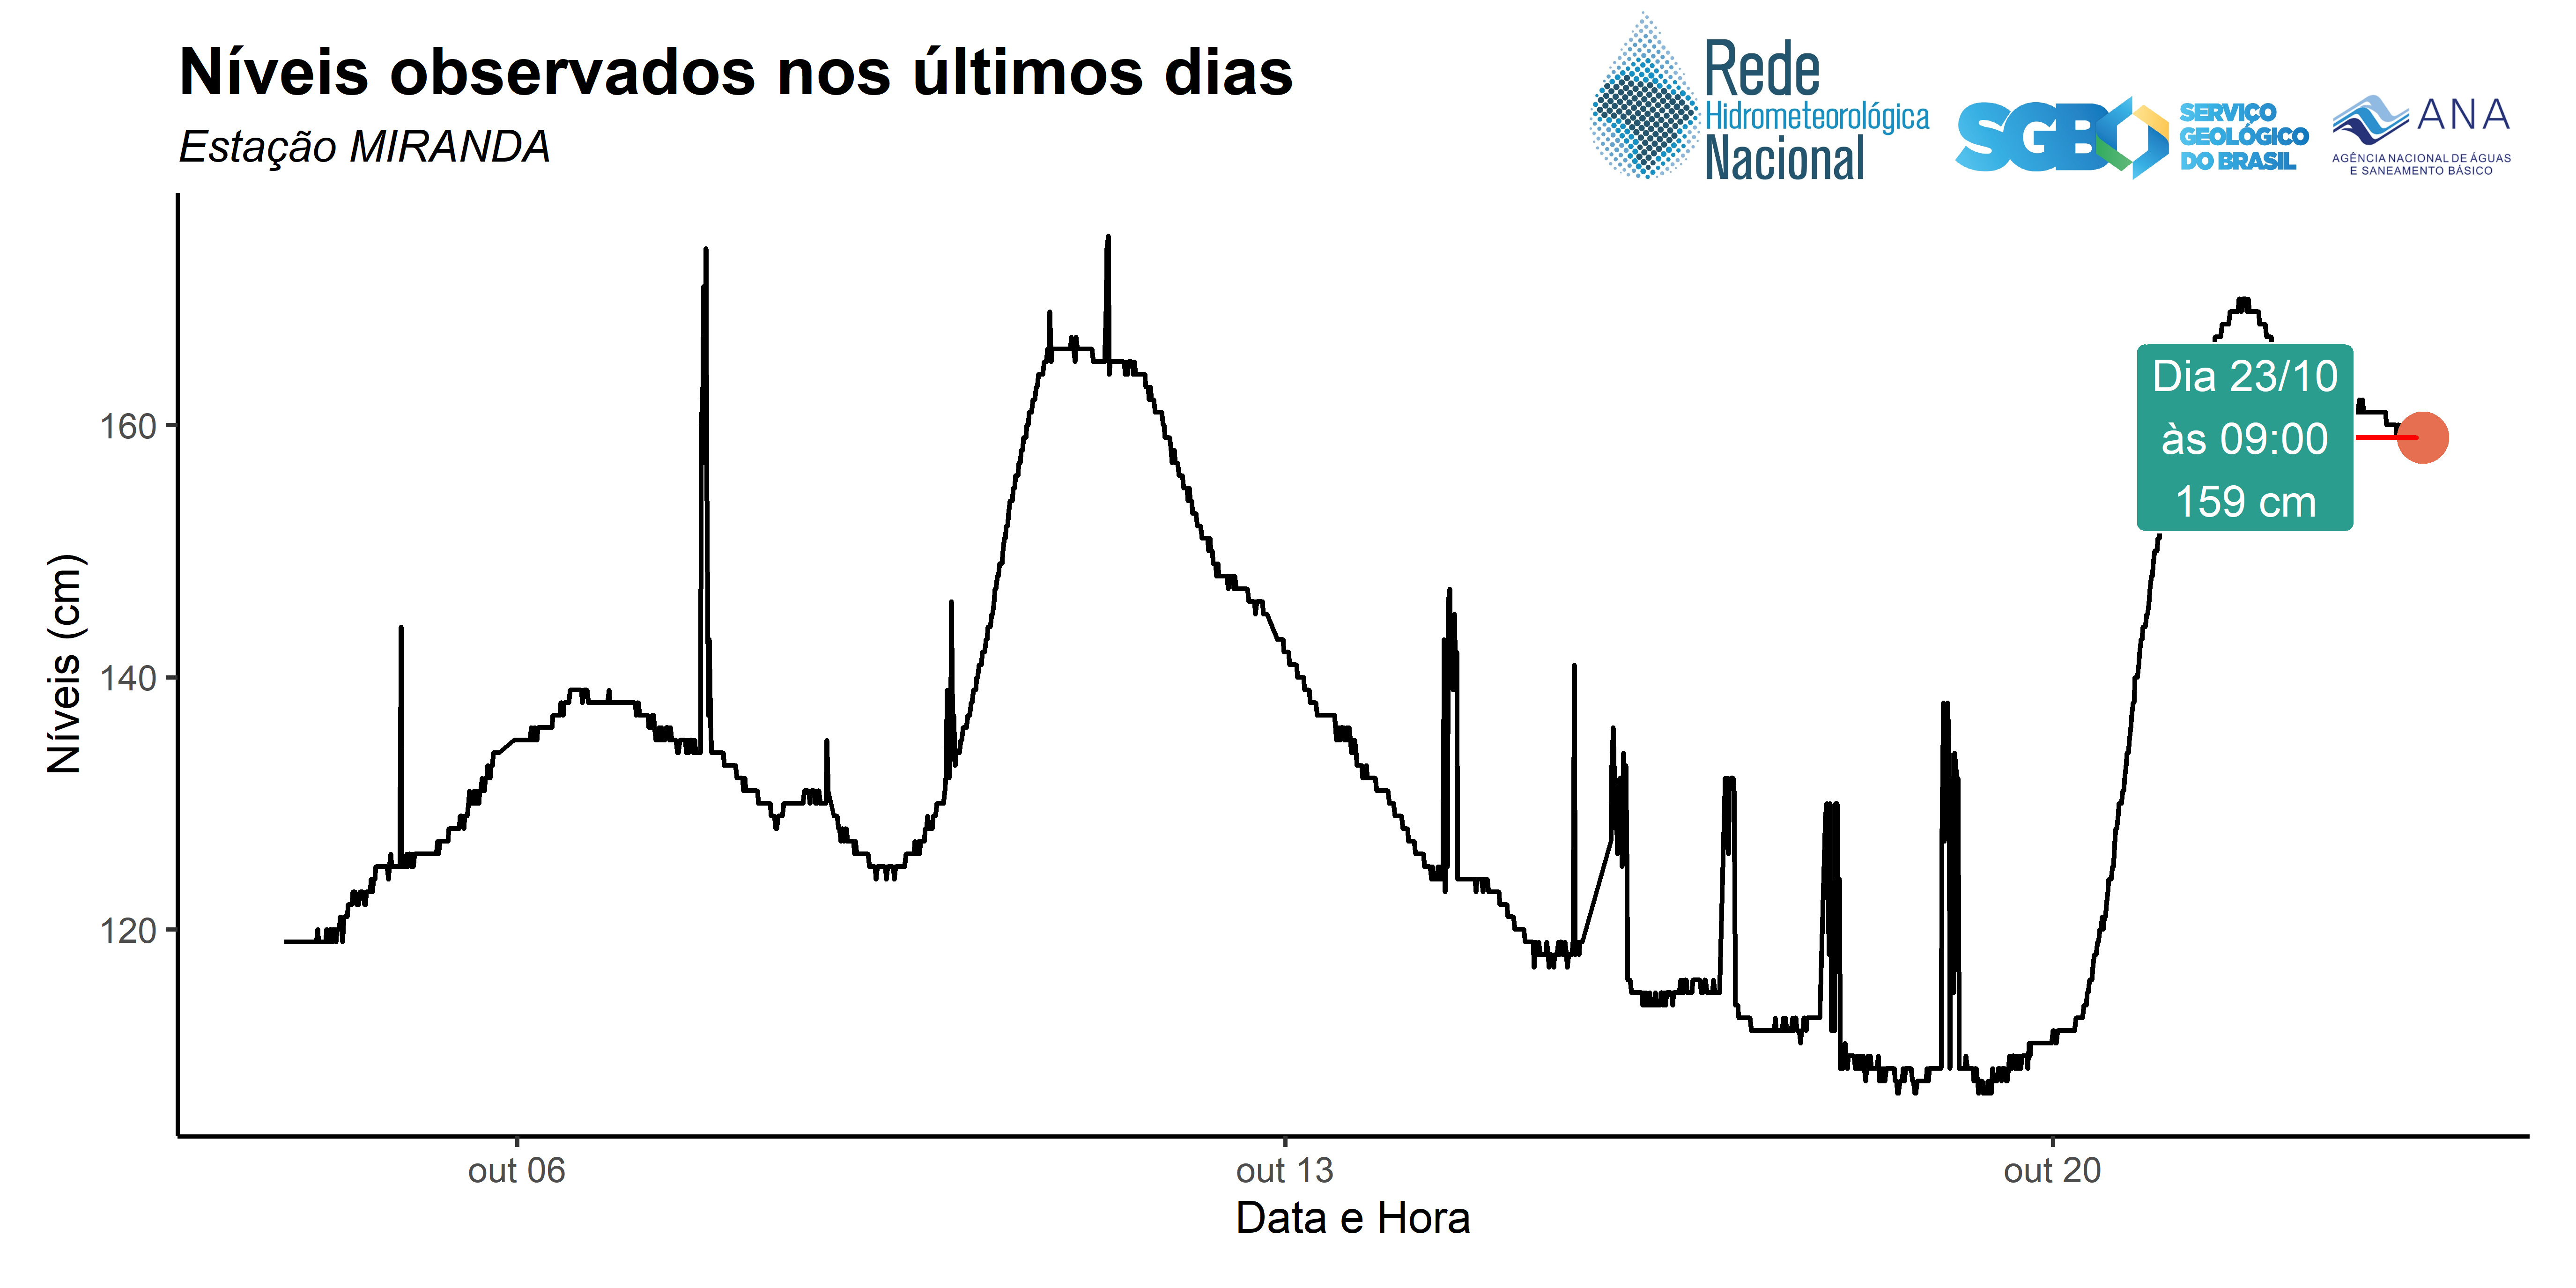 Níveis observados nos últimos dias
Estação MIRANDA
Rede
Hidrometeorológica
Nacional
SGB
SERVIÇO
GEOLÓGICO
DO BRASIL
ANA
AGÊNCIA NACIONAL DE ÁGUAS
E SANEAMENTO BÁSICO
Níveis (cm)
160
140
120
Dia 23/10
às 09:00
159 cm
out 06
out 13
out 20
Data e Hora